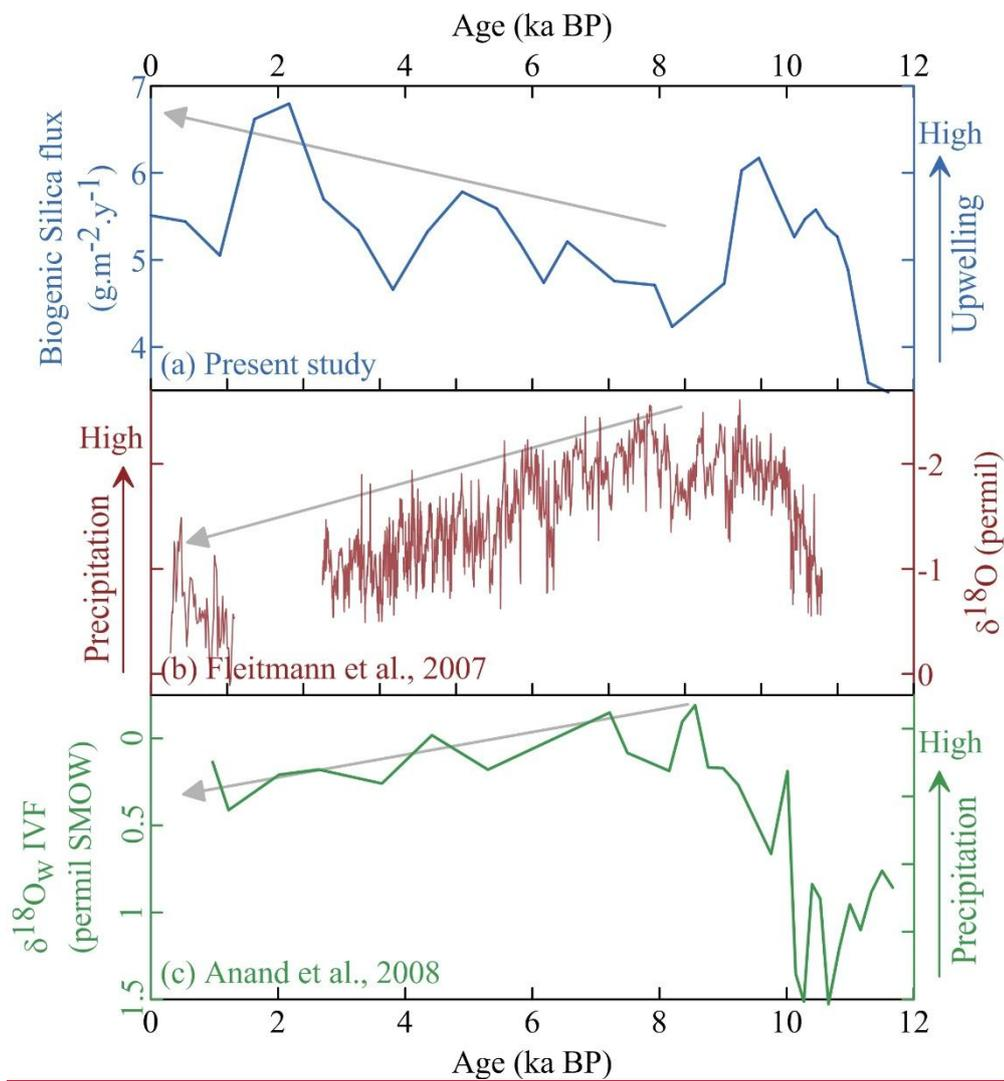 Age (ka BP)
0 2 4 6 8 10 12
7
6
5
4
Biogenic Silica flux
(g.m⁻².y⁻¹)
High
Upwelling
(a) Present study
High
Precipitation
-2
-1
0
δ¹⁸O (permil)
(b) Fleitmann et al., 2007
0
0.5
1
1.5
δ¹⁸O_W IVF
(permil SMOW)
High
Precipitation
(c) Anand et al., 2008
0 2 4 6 8 10 12
Age (ka BP)